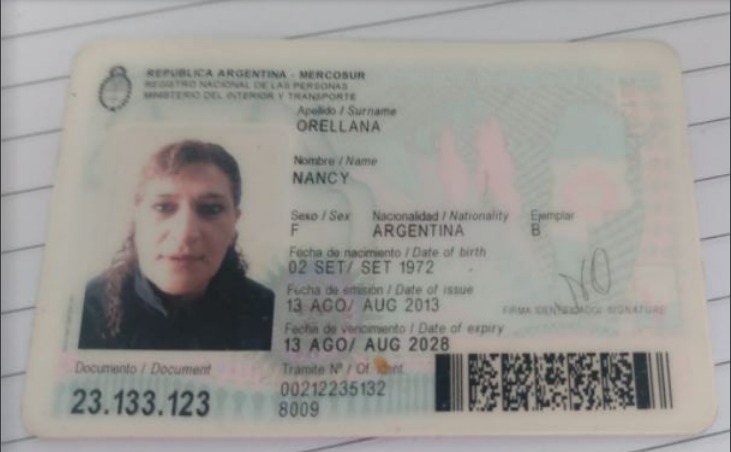 REPUBLICA ARGENTINA - MERCOSUR
REGISTRO NACIONAL DE LAS PERSONAS
MINISTERIO DEL INTERIOR Y TRANSPORTE
Apellido / Surname
ORELLANA
Nombre / Name
NANCY
Sexo / Sex Nacionalidad / Nationality Ejemplar
F ARGENTINA B
Fecha de nacimiento / Date of birth
02 SET/ SET 1972
Fecha de emisión / Date of issue
13 AGO/ AUG 2013
FIRMA IDENTIFICADO/ SIGNATURE
Fecha de vencimiento / Date of expiry
13 AGO/ AUG 2028
Documento / Document Trámite Nº / Of. ident
23.133.123 00212235132
8009